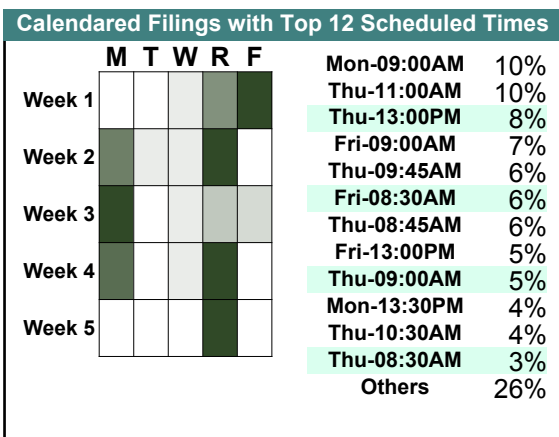 Calendared Filings with Top 12 Scheduled Times
M T W R F
Week 1
Week 2
Week 3
Week 4
Week 5
Mon-09:00AM 10%
Thu-11:00AM 10%
Thu-13:00PM 8%
Fri-09:00AM 7%
Thu-09:45AM 6%
Fri-08:30AM 6%
Thu-08:45AM 6%
Fri-13:00PM 5%
Thu-09:00AM 5%
Mon-13:30PM 4%
Thu-10:30AM 4%
Thu-08:30AM 3%
Others 26%